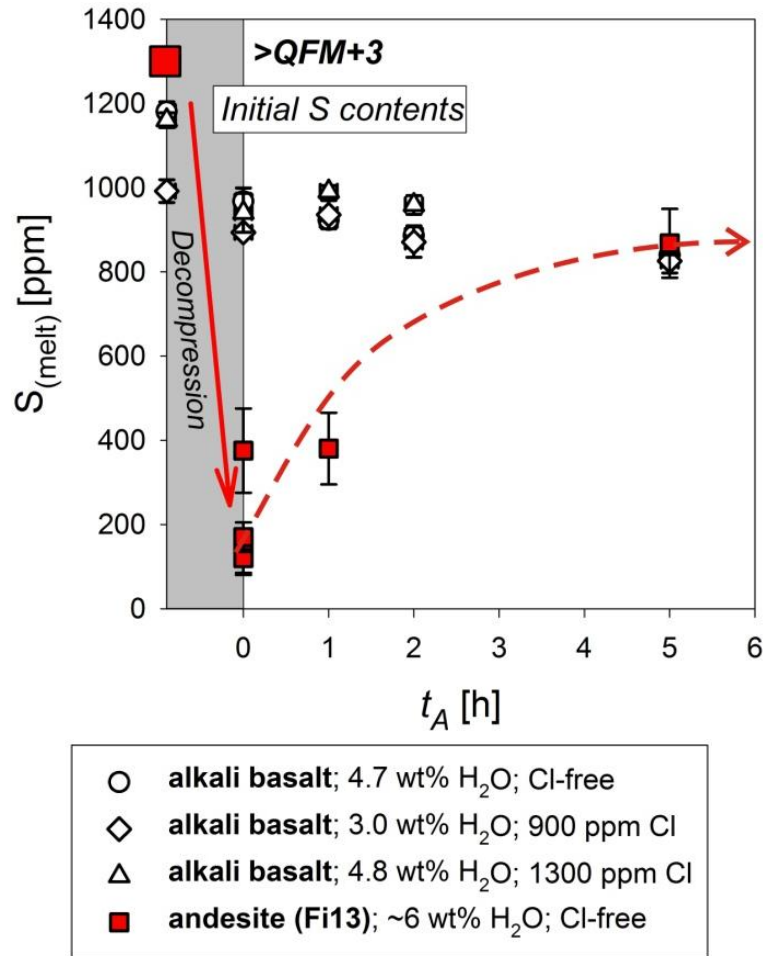 1400
1200
1000
800
600
400
200
0
S(melt) [ppm]
>QFM+3
Initial S contents
Decompression
0 1 2 3 4 5 6
tA [h]
alkali basalt; 4.7 wt% H2O; Cl-free
alkali basalt; 3.0 wt% H2O; 900 ppm Cl
alkali basalt; 4.8 wt% H2O; 1300 ppm Cl
andesite (Fi13); ~6 wt% H2O; Cl-free